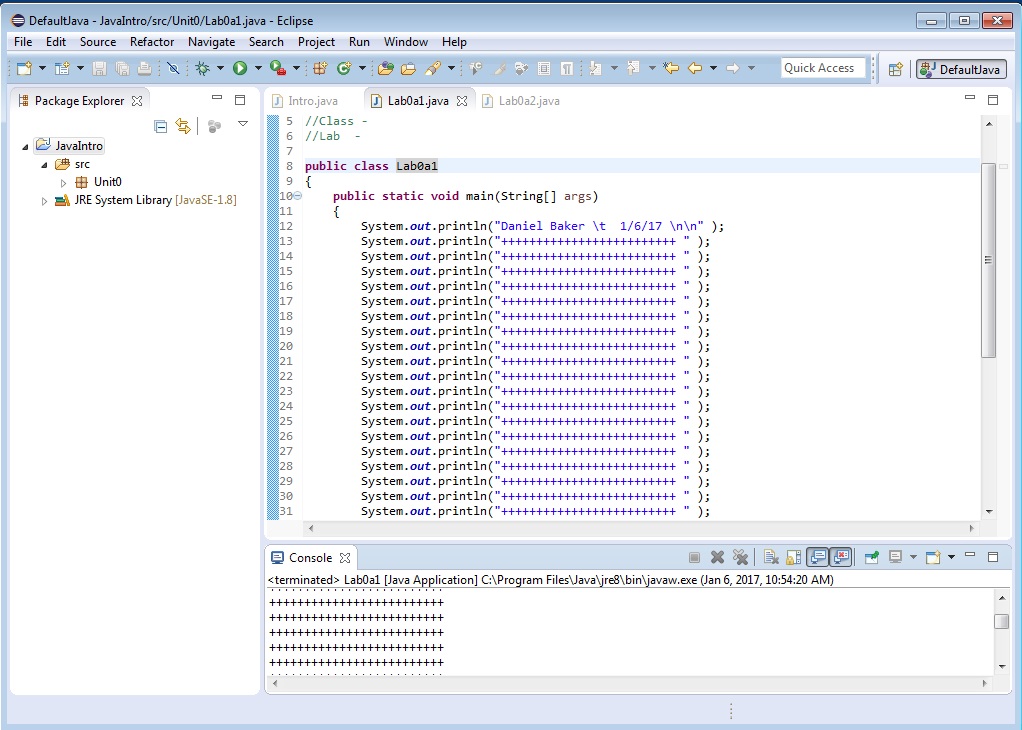 DefaultJava - JavaIntro/src/Unit0/Lab0a1.java - Eclipse
File Edit Source Refactor Navigate Search Project Run Window Help
Quick Access
DefaultJava
Package Explorer
JavaIntro
src
Unit0
JRE System Library [JavaSE-1.8]
Intro.java Lab0a1.java Lab0a2.java
5 //Class -
6 //Lab  -
7
8 public class Lab0a1
9 {
10     public static void main(String[] args)
11     {
12         System.out.println("Daniel Baker \t  1/6/17 \n\n" );
13         System.out.println("+++++++++++++++++++++++++ " );
14         System.out.println("+++++++++++++++++++++++++ " );
15         System.out.println("+++++++++++++++++++++++++ " );
16         System.out.println("+++++++++++++++++++++++++ " );
17         System.out.println("+++++++++++++++++++++++++ " );
18         System.out.println("+++++++++++++++++++++++++ " );
19         System.out.println("+++++++++++++++++++++++++ " );
20         System.out.println("+++++++++++++++++++++++++ " );
21         System.out.println("+++++++++++++++++++++++++ " );
22         System.out.println("+++++++++++++++++++++++++ " );
23         System.out.println("+++++++++++++++++++++++++ " );
24         System.out.println("+++++++++++++++++++++++++ " );
25         System.out.println("+++++++++++++++++++++++++ " );
26         System.out.println("+++++++++++++++++++++++++ " );
27         System.out.println("+++++++++++++++++++++++++ " );
28         System.out.println("+++++++++++++++++++++++++ " );
29         System.out.println("+++++++++++++++++++++++++ " );
30         System.out.println("+++++++++++++++++++++++++ " );
31         System.out.println("+++++++++++++++++++++++++ " );
Console
<terminated> Lab0a1 [Java Application] C:\Program Files\Java\jre8\bin\javaw.exe (Jan 6, 2017, 10:54:20 AM)
+++++++++++++++++++++++++
+++++++++++++++++++++++++
+++++++++++++++++++++++++
+++++++++++++++++++++++++
+++++++++++++++++++++++++